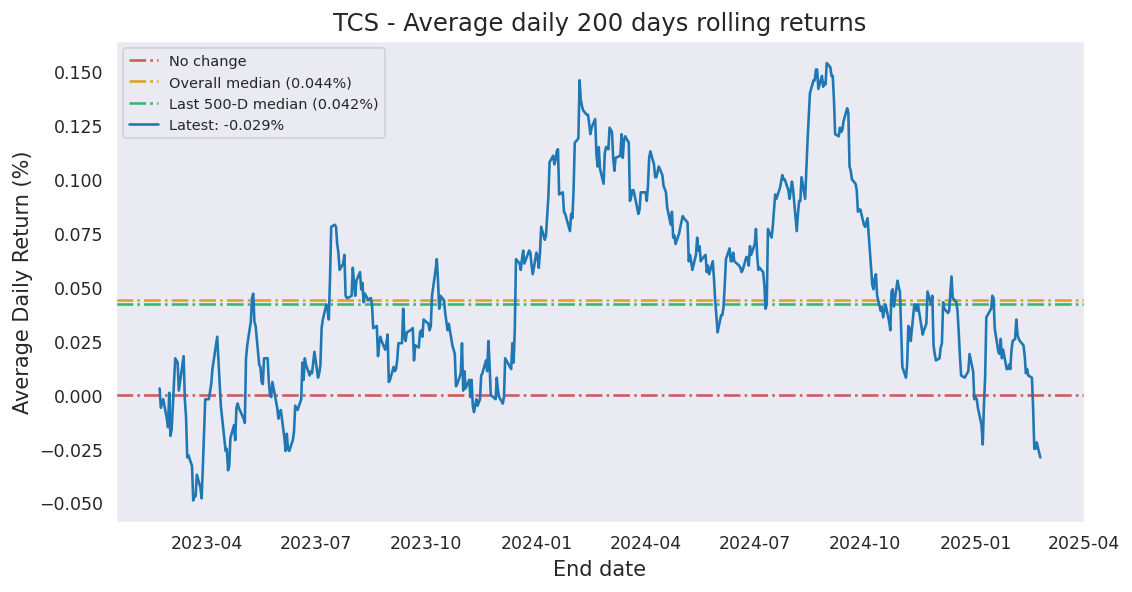 TCS - Average daily 200 days rolling returns
No change
Overall median (0.044%)
Last 500-D median (0.042%)
Latest: -0.029%
Average Daily Return (%)
0.150
0.125
0.100
0.075
0.050
0.025
0.000
−0.025
−0.050
2023-04 2023-07 2023-10 2024-01 2024-04 2024-07 2024-10 2025-01 2025-04
End date